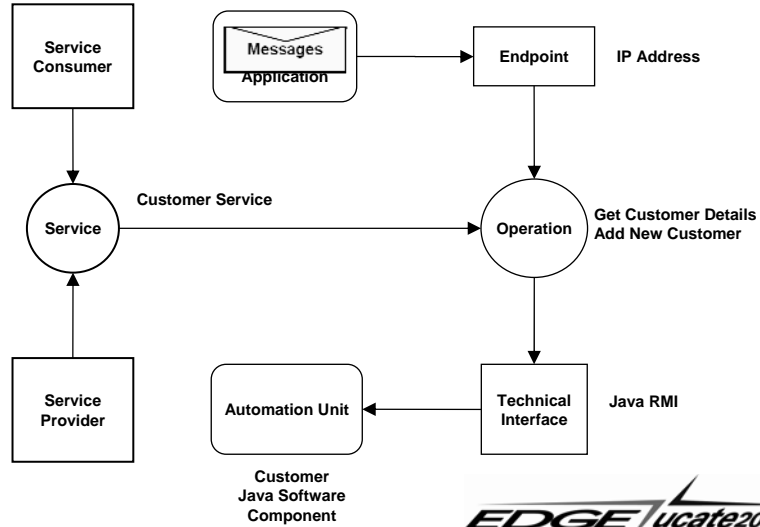 Service
Consumer
Messages
Application
Endpoint
IP Address
Service
Customer Service
Operation
Get Customer Details
Add New Customer
Service
Provider
Automation Unit
Technical
Interface
Java RMI
Customer
Java Software
Component
EDGE ucate20